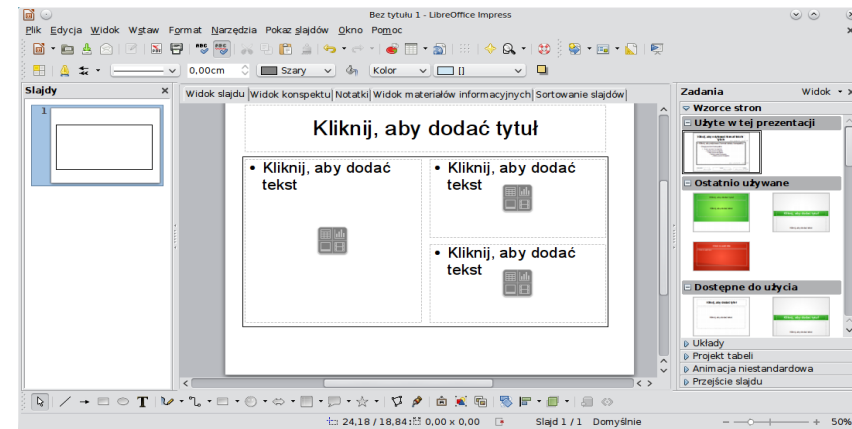 Bez tytułu 1 - LibreOffice Impress
Plik Edycja Widok Wstaw Format Narzędzia Pokaz slajdów Okno Pomoc
0,00cm Szary Kolor
Slajdy
1
Widok slajdu Widok konspektu Notatki Widok materiałów informacyjnych Sortowanie slajdów
Kliknij, aby dodać tytuł
• Kliknij, aby dodać
tekst
• Kliknij, aby dodać
tekst
• Kliknij, aby dodać
tekst
Zadania Widok
Wzorce stron
Użyte w tej prezentacji
Ostatnio używane
Dostępne do użycia
Układy
Projekt tabeli
Animacja niestandardowa
Przejście slajdu
24,18 / 18,84 0,00 x 0,00 Slajd 1 / 1 Domyślnie 50%